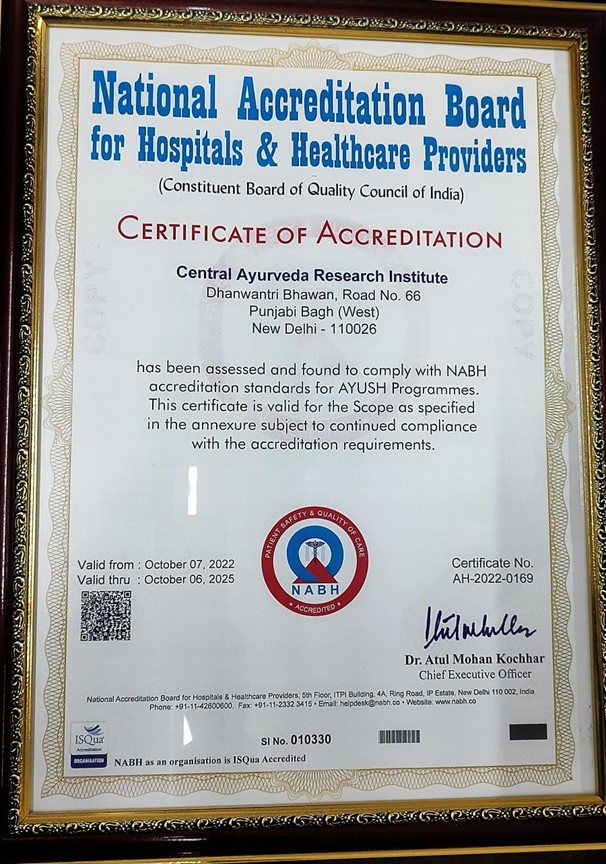 National Accreditation Board
for Hospitals & Healthcare Providers
(Constituent Board of Quality Council of India)
CERTIFICATE OF ACCREDITATION
Central Ayurveda Research Institute
Dhanwantri Bhawan, Road No. 66
Punjabi Bagh (West)
New Delhi - 110026
COPY
COPY
has been assessed and found to comply with NABH
accreditation standards for AYUSH Programmes.
This certificate is valid for the Scope as specified
in the annexure subject to continued compliance
with the accreditation requirements.
PATIENT SAFETY & QUALITY OF CARE
NABH
• ACCREDITED •
Valid from : October 07, 2022
Valid thru : October 06, 2025
Certificate No.
AH-2022-0169
Dr. Atul Mohan Kochhar
Chief Executive Officer
National Accreditation Board for Hospitals & Healthcare Providers, 5th Floor, ITPI Building, 4A, Ring Road, IP Estate, New Delhi 110 002, India
Phone: +91-11-42600600, Fax: +91-11-2332 3415 • Email: helpdesk@nabh.co • Website: www.nabh.co
ISQua
Accreditation
ORGANISATION
SI No. 010330
NABH as an organisation is ISQua Accredited